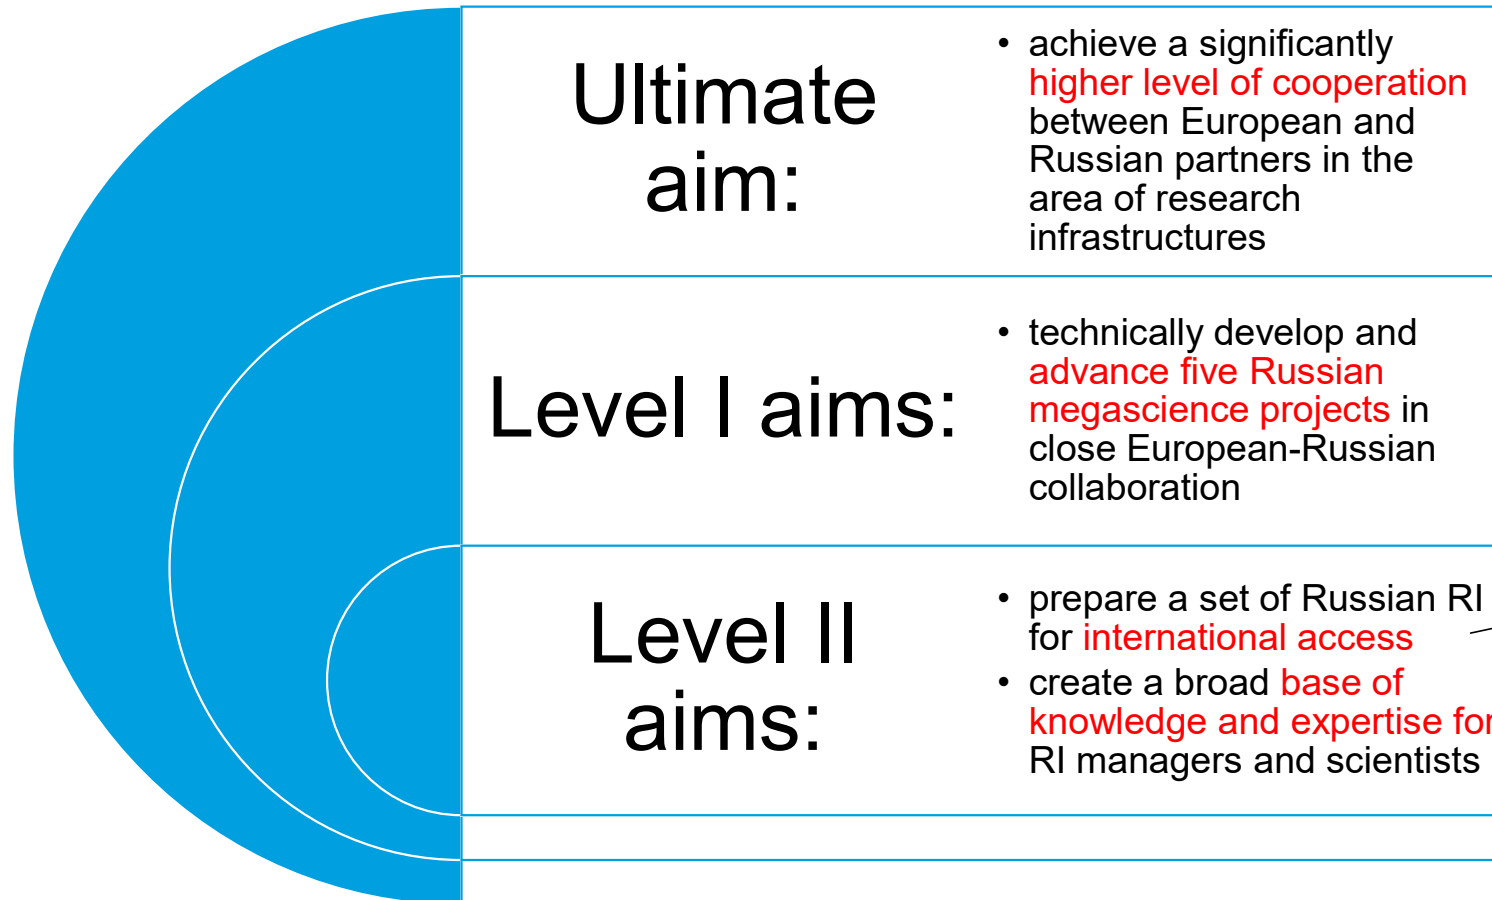 Ultimate
aim:
• achieve a significantly
higher level of cooperation
between European and
Russian partners in the
area of research
infrastructures
Level I aims:
• technically develop and
advance five Russian
megascience projects in
close European-Russian
collaboration
Level II
aims:
• prepare a set of Russian RI
for international access
• create a broad base of
knowledge and expertise for
RI managers and scientists